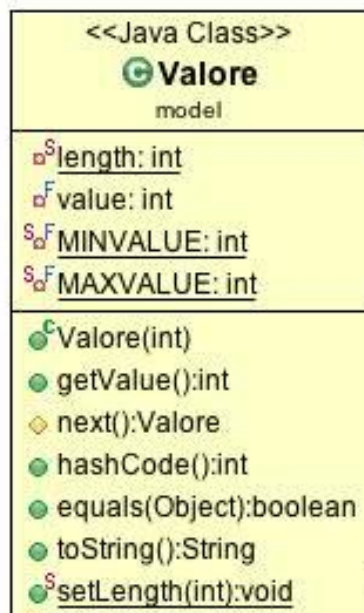 <<Java Class>>
C Valore
model
S length: int
F value: int
S F MINVALUE: int
S F MAXVALUE: int
C Valore(int)
getValue():int
next():Valore
hashCode():int
equals(Object):boolean
toString():String
S setLength(int):void